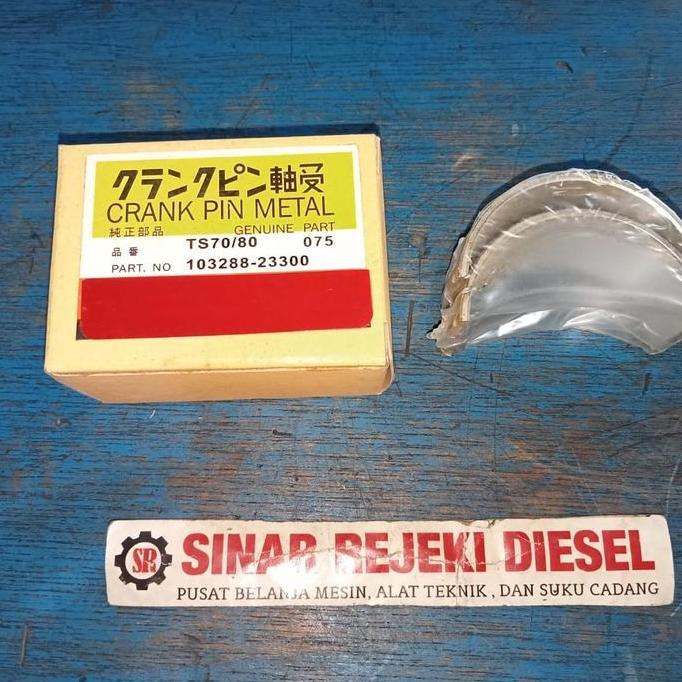 クランクピン軸受
CRANK PIN METAL
純正部品 GENUINE PART
品番 TS70/80 075
PART. NO 103288-23300
SR SINAR REJEKI DIESEL
PUSAT BELANJA MESIN, ALAT TEKNIK , DAN SUKU CADANG